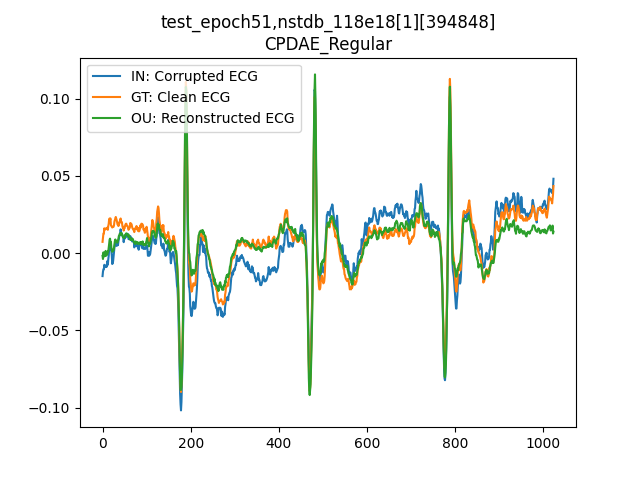 test_epoch51,nstdb_118e18[1][394848]
CPDAE_Regular
IN: Corrupted ECG
GT: Clean ECG
OU: Reconstructed ECG
0.10
0.05
0.00
−0.05
−0.10
0 200 400 600 800 1000